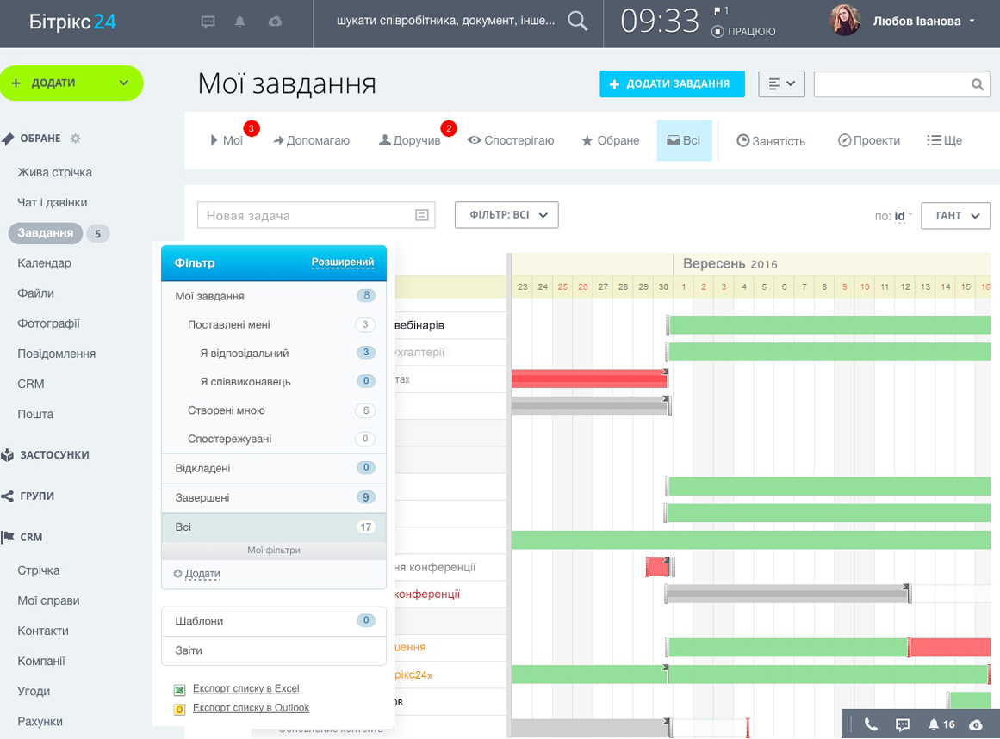 Бітрікс24
шукати співробітника, документ, інше...
09:33
1
ПРАЦЮЮ
Любов Іванова
ДОДАТИ
Мої завдання
ДОДАТИ ЗАВДАННЯ
ОБРАНЕ
Жива стрічка
Чат і дзвінки
Завдання 5
Календар
Файли
Фотографії
Повідомлення
CRM
Пошта
ЗАСТОСУНКИ
ГРУПИ
CRM
Стрічка
Мої справи
Контакти
Компанії
Угоди
Рахунки
Мої 3 Допомагаю Доручив 2 Спостерігаю Обране Всі Занятість Проекти Ще
Новая задача
ФІЛЬТР: ВСІ
по: id
ГАНТ
Фільтр Розширений
Мої завдання 8
Поставлені мені 3
Я відповідальний 3
Я співвиконавець 0
Створені мною 6
Спостережувані 0
Відкладені 0
Завершені 9
Всі 17
Мої фільтри
Додати
Шаблони 0
Звіти
Експорт списку в Excel
Експорт списку в Outlook
Вересень 2016
23 24 25 26 27 28 29 30 1 2 3 4 5 6 7 8 9 10 11 12 13 14 15 16
вебінарів
ухгалтерії
тах
ня конференції
конференції
шення
рікс24»
ов
16